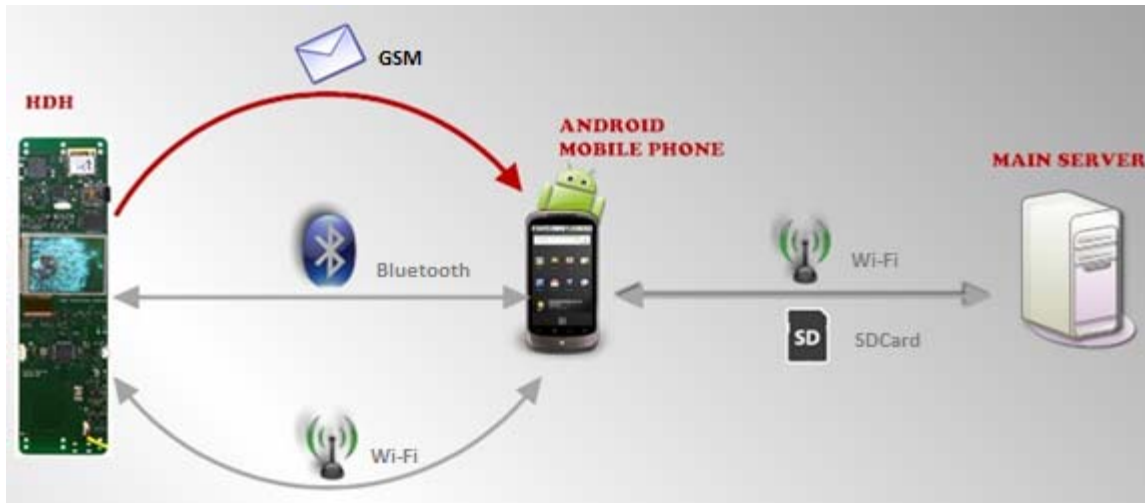 GSM
HDH
ANDROID
MOBILE PHONE
MAIN SERVER
Bluetooth
Wi-Fi
SD
SDCard
Wi-Fi